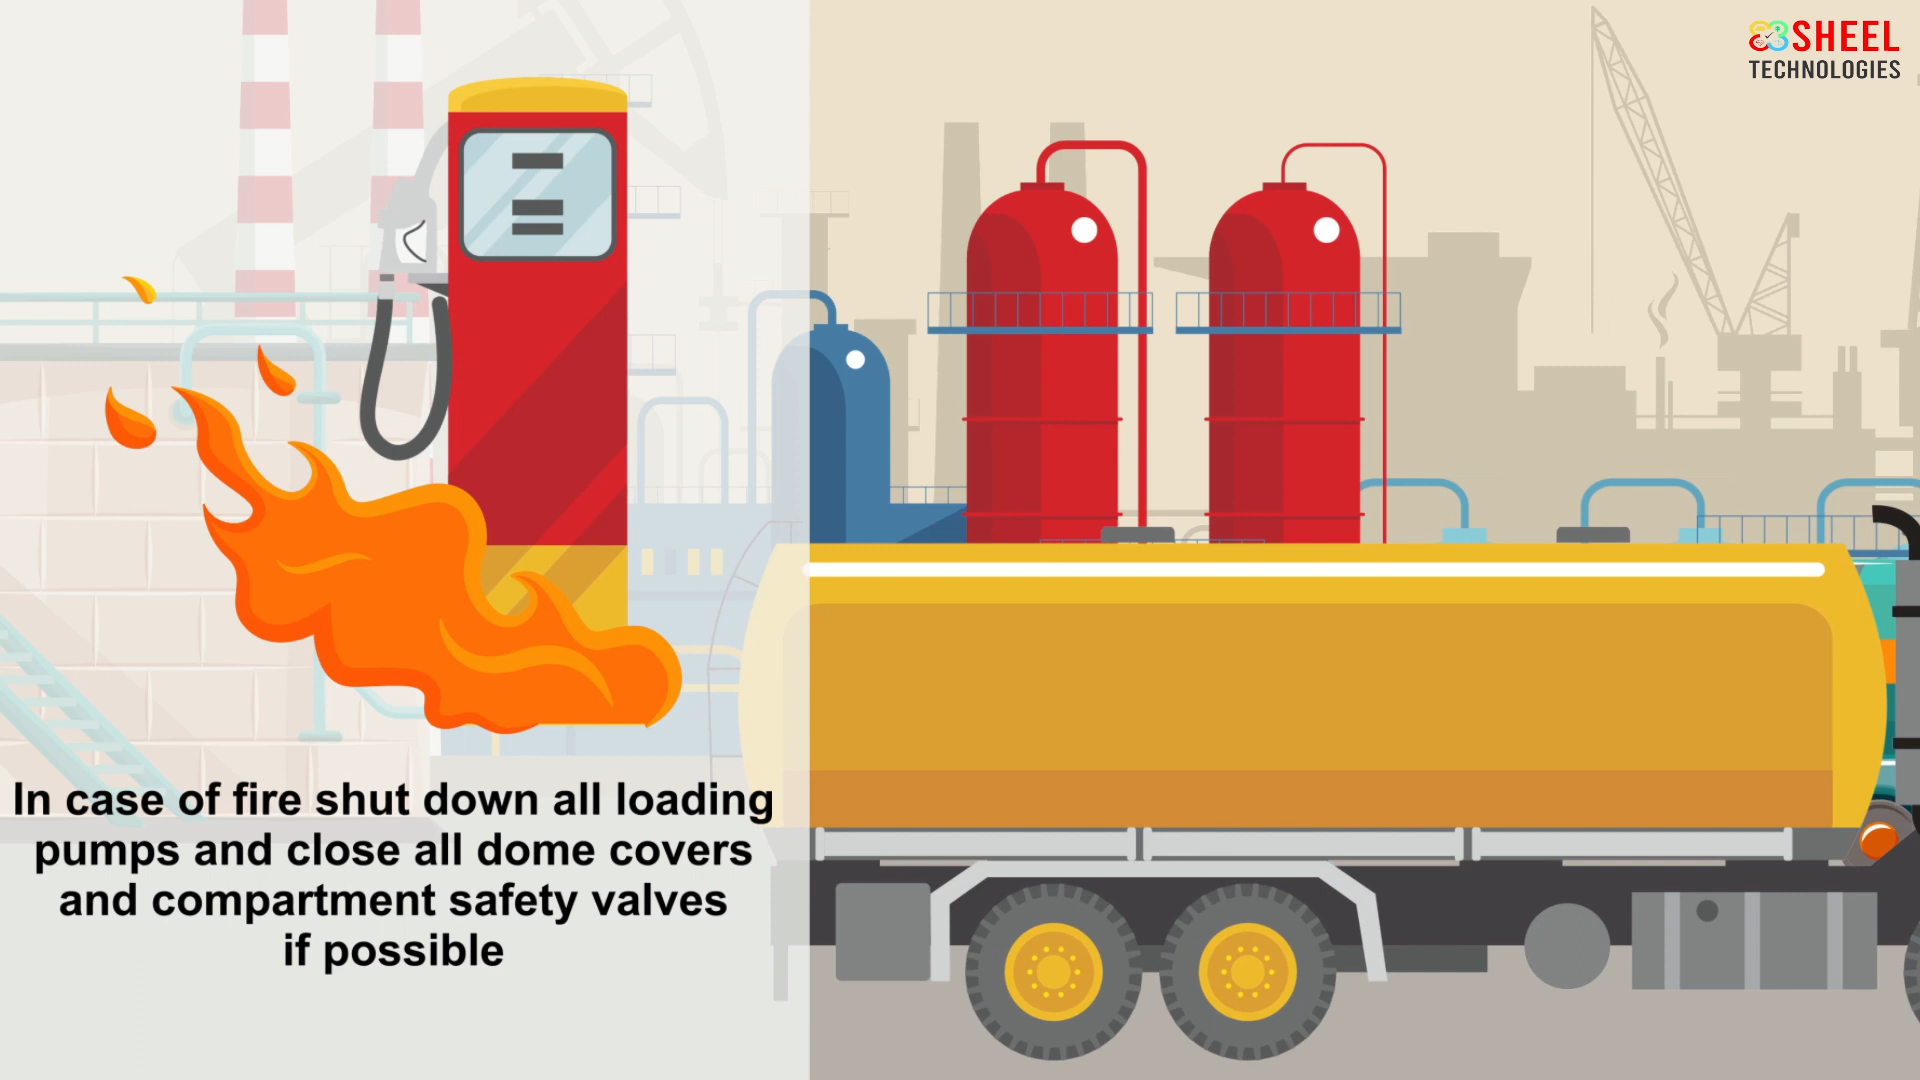 SHEEL
TECHNOLOGIES
In case of fire shut down all loading
pumps and close all dome covers
and compartment safety valves
if possible